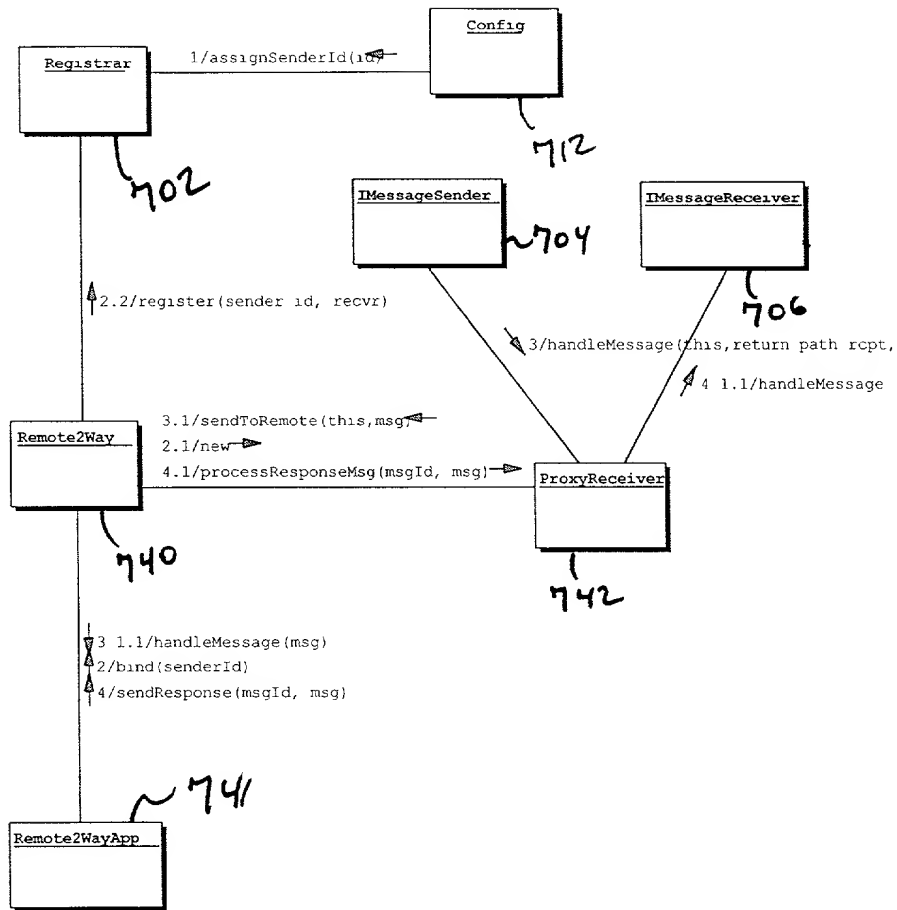 Config
Registrar
1/assignSenderId(id)
712
702
IMessageSender
IMessageReceiver
704
706
2.2/register(sender id, recvr)
3/handleMessage(this,return path rcpt,
4 1.1/handleMessage
3.1/sendToRemote(this,msg)
Remote2Way
2.1/new
4.1/processResponseMsg(msgId, msg)
ProxyReceiver
740
742
3 1.1/handleMessage(msg)
2/bind(senderId)
4/sendResponse(msgId, msg)
741
Remote2WayApp